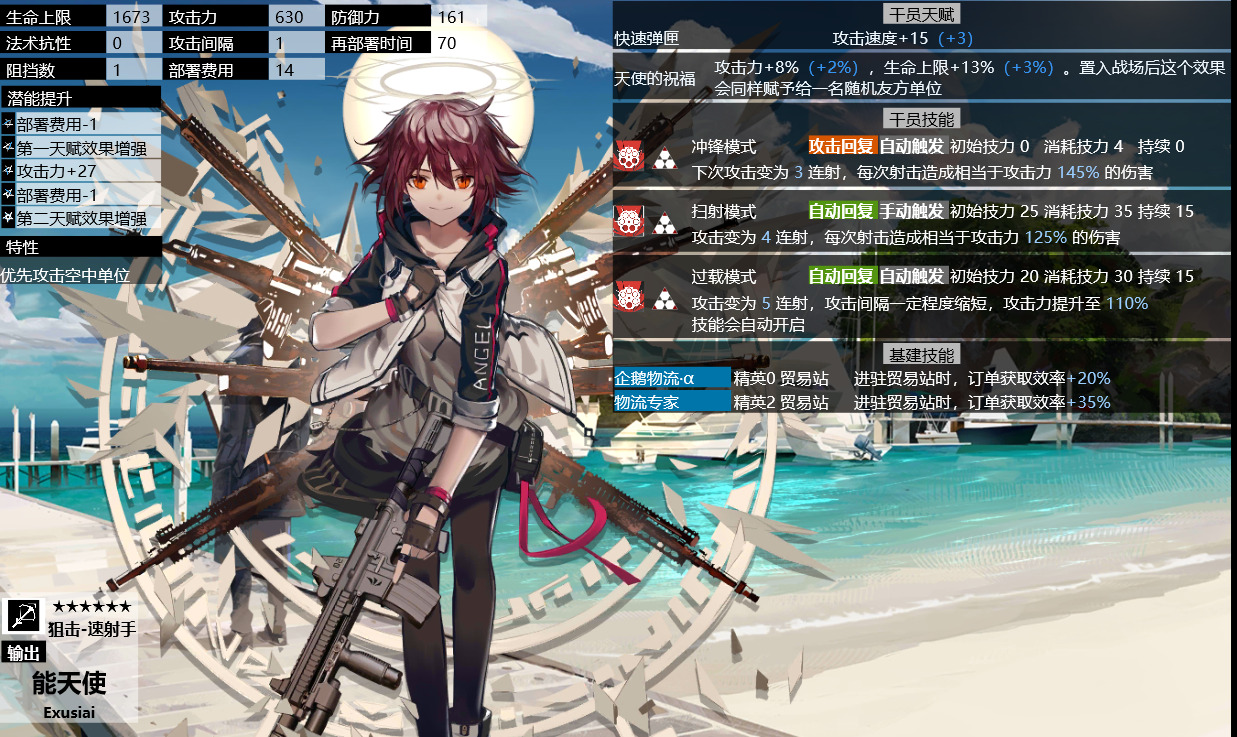 生命上限 1673 攻击力 630 防御力 161
法术抗性 0 攻击间隔 1 再部署时间 70
阻挡数 1 部署费用 14
潜能提升
部署费用-1
第一天赋效果增强
攻击力+27
部署费用-1
第二天赋效果增强
特性
优先攻击空中单位
ANGEL
★★★★★★
狙击-速射手
输出
能天使
Exusiai
干员天赋
快速弹匣 攻击速度+15（+3）
天使的祝福 攻击力+8%（+2%），生命上限+13%（+3%）。置入战场后这个效果
会同样赋予给一名随机友方单位
干员技能
冲锋模式 攻击回复 自动触发 初始技力 0 消耗技力 4 持续 0
下次攻击变为 3 连射，每次射击造成相当于攻击力 145% 的伤害
扫射模式 自动回复 手动触发 初始技力 25 消耗技力 35 持续 15
攻击变为 4 连射，每次射击造成相当于攻击力 125% 的伤害
过载模式 自动回复 自动触发 初始技力 20 消耗技力 30 持续 15
攻击变为 5 连射，攻击间隔一定程度缩短，攻击力提升至 110%
技能会自动开启
基建技能
企鹅物流·α 精英0 贸易站 进驻贸易站时，订单获取效率+20%
物流专家 精英2 贸易站 进驻贸易站时，订单获取效率+35%